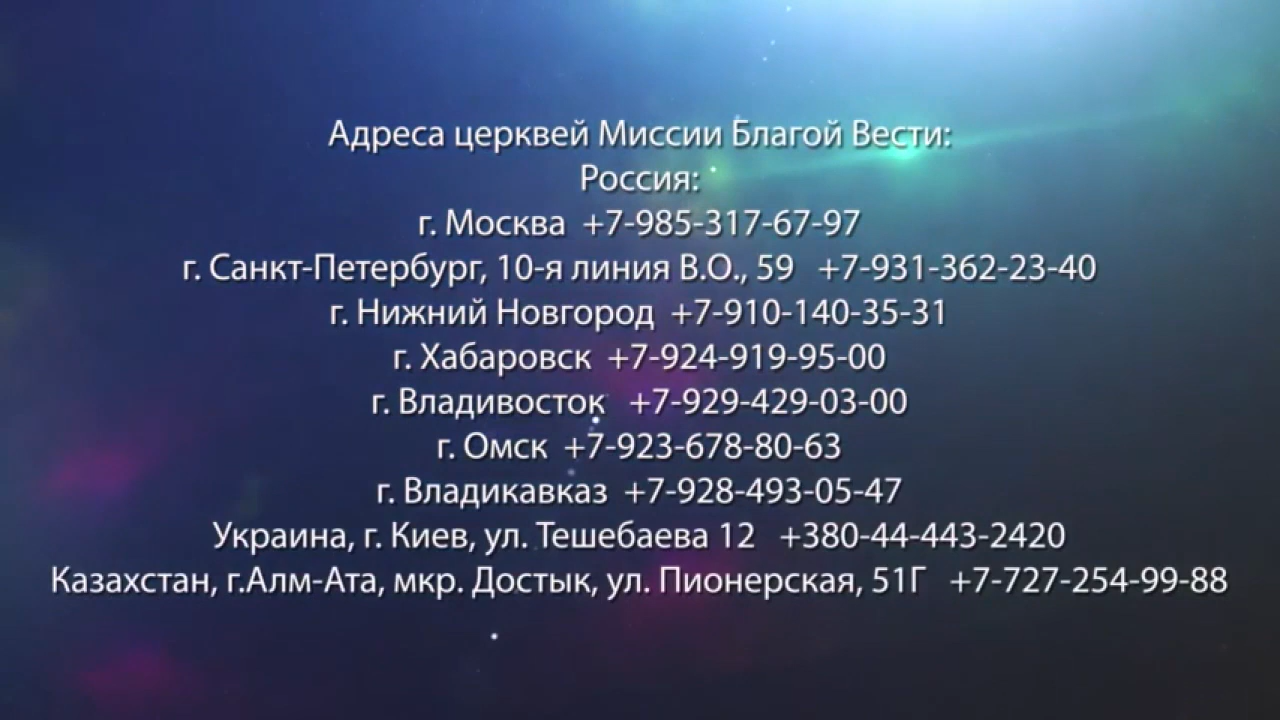 Адреса церквей Миссии Благой Вести:
Россия:
г. Москва +7-985-317-67-97
г. Санкт-Петербург, 10-я линия В.О., 59 +7-931-362-23-40
г. Нижний Новгород +7-910-140-35-31
г. Хабаровск +7-924-919-95-00
г. Владивосток +7-929-429-03-00
г. Омск +7-923-678-80-63
г. Владикавказ +7-928-493-05-47
Украина, г. Киев, ул. Тешебаева 12 +380-44-443-2420
Казахстан, г.Алм-Ата, мкр. Достык, ул. Пионерская, 51Г +7-727-254-99-88